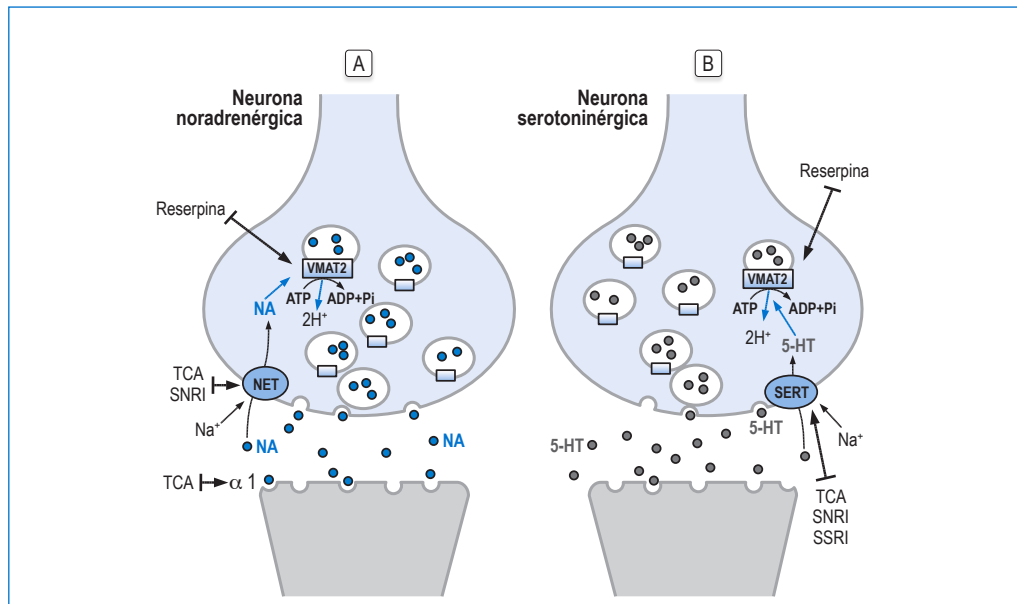 A
Neurona
noradrenérgica
Reserpina
VMAT2
ATP
ADP+Pi
2H⁺
NA
TCA
SNRI
NET
Na⁺
NA
NA
TCA
α 1
B
Neurona
serotoninérgica
Reserpina
VMAT2
ATP
ADP+Pi
2H⁺
5-HT
SERT
5-HT
5-HT
Na⁺
TCA
SNRI
SSRI